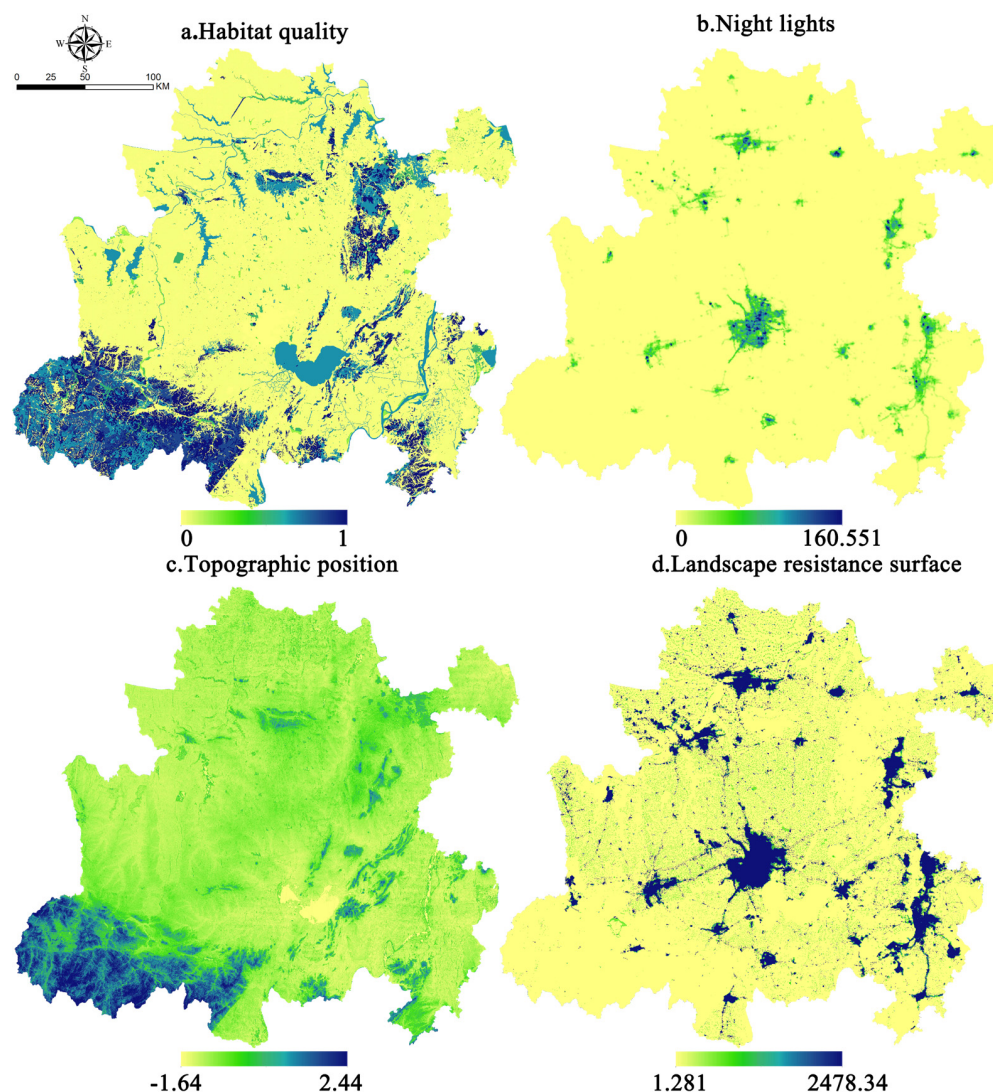 a.Habitat quality
b.Night lights
N
W E
S
0 25 50 100
KM
0 1
0 160.551
c.Topographic position
d.Landscape resistance surface
-1.64 2.44
1.281 2478.34